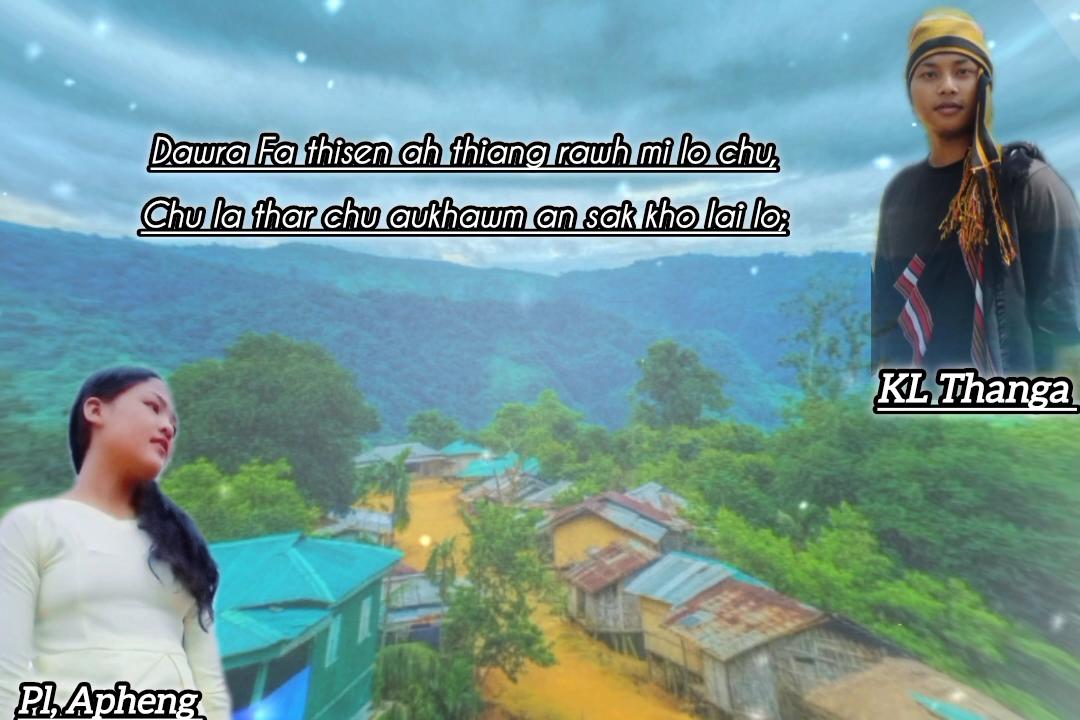 Dawra Fa thisen ah thiang rawh mi lo chu,
Chu la thar chu aukhawm an sak kho lai lo;
KL Thanga
Pl, Apheng